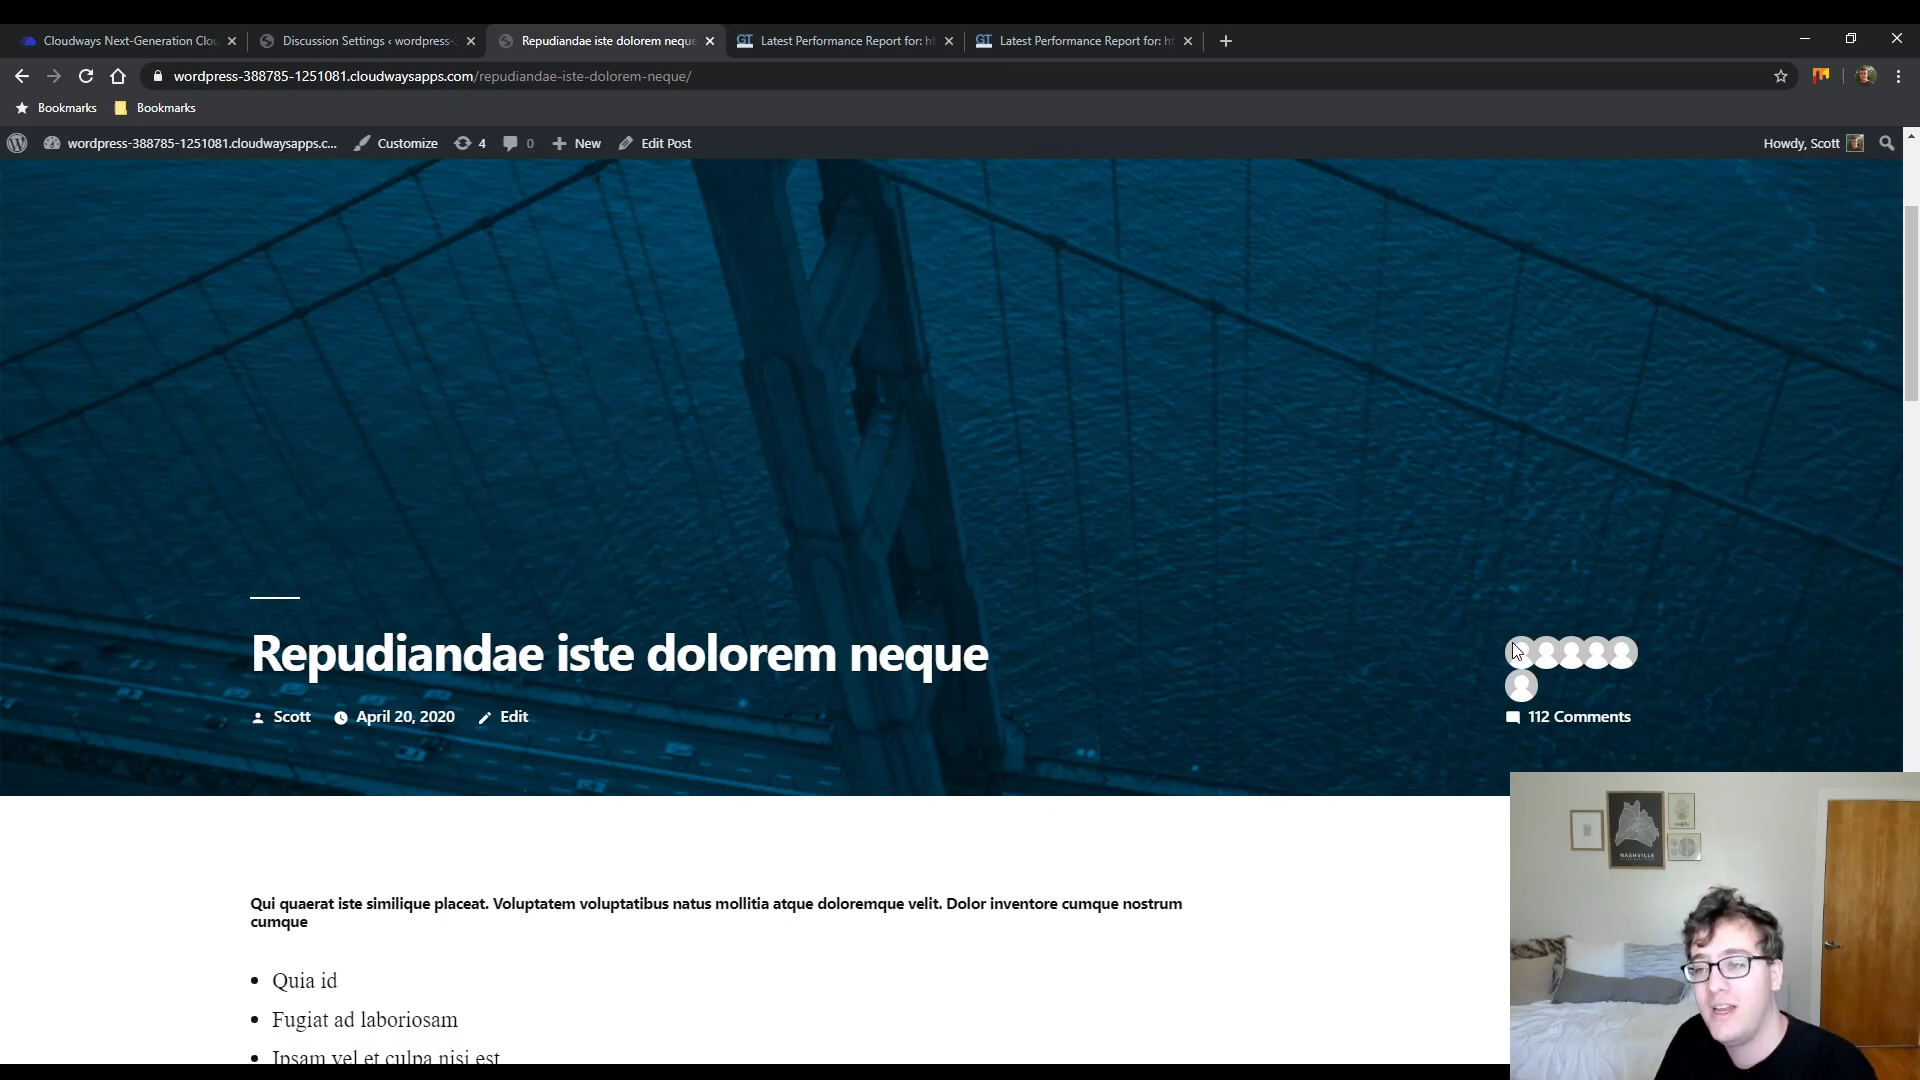 Cloudways Next-Generation Clou
Discussion Settings ‹ wordpress-3
Repudiandae iste dolorem neque
GT Latest Performance Report for: ht
GT Latest Performance Report for: ht
wordpress-388785-1251081.cloudwaysapps.com/repudiandae-iste-dolorem-neque/
Bookmarks
Bookmarks
wordpress-388785-1251081.cloudwaysapps.c...
Customize
4
0
New
Edit Post
Howdy, Scott
Repudiandae iste dolorem neque
Scott
April 20, 2020
Edit
112 Comments
NASHVILLE
Qui quaerat iste similique placeat. Voluptatem voluptatibus natus mollitia atque doloremque velit. Dolor inventore cumque nostrum
cumque
• Quia id
• Fugiat ad laboriosam
• Ipsam vel et culpa nisi est